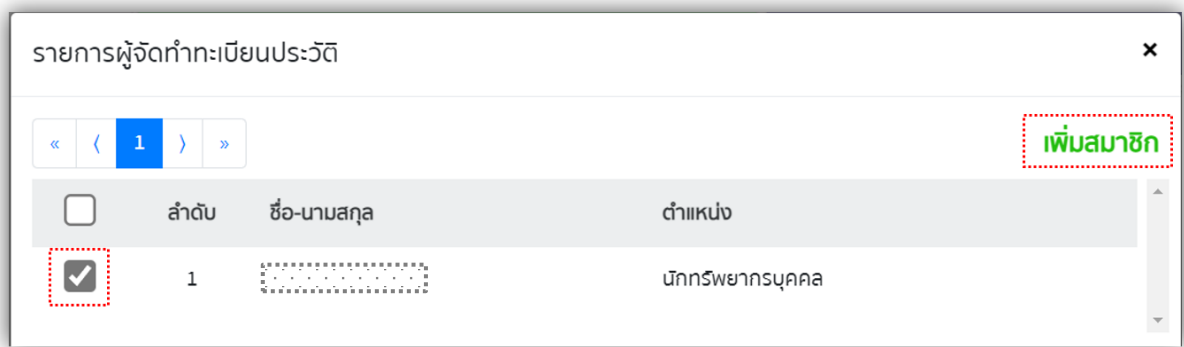 รายการผู้จัดทำทะเบียนประวัติ ×
« ⟨ 1 ⟩ » เพิ่มสมาชิก
ลำดับ ชื่อ-นามสกุล ตำแหน่ง
1 นักทรัพยากรบุคคล